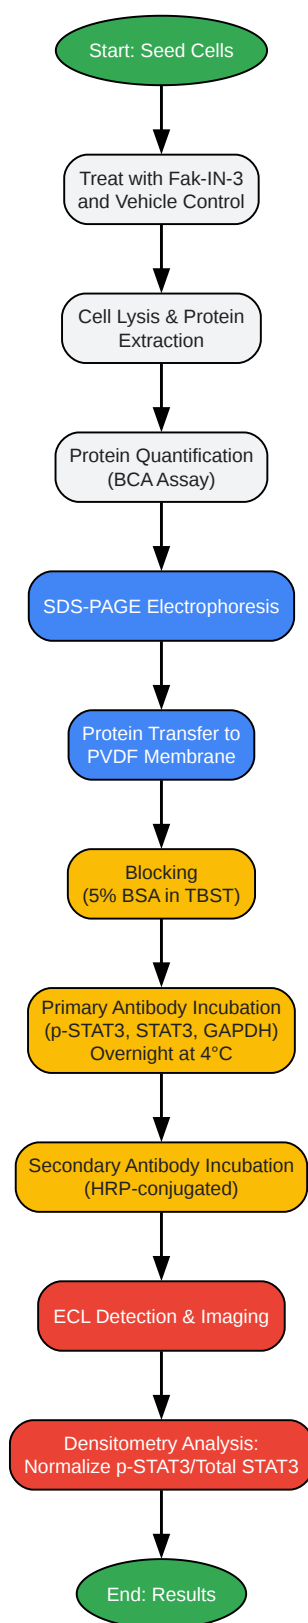 Start: Seed Cells
Treat with Fak-IN-3
and Vehicle Control
Cell Lysis & Protein
Extraction
Protein Quantification
(BCA Assay)
SDS-PAGE Electrophoresis
Protein Transfer to
PVDF Membrane
Blocking
(5% BSA in TBST)
Primary Antibody Incubation
(p-STAT3, STAT3, GAPDH)
Overnight at 4°C
Secondary Antibody Incubation
(HRP-conjugated)
ECL Detection & Imaging
Densitometry Analysis:
Normalize p-STAT3/Total STAT3
End: Results